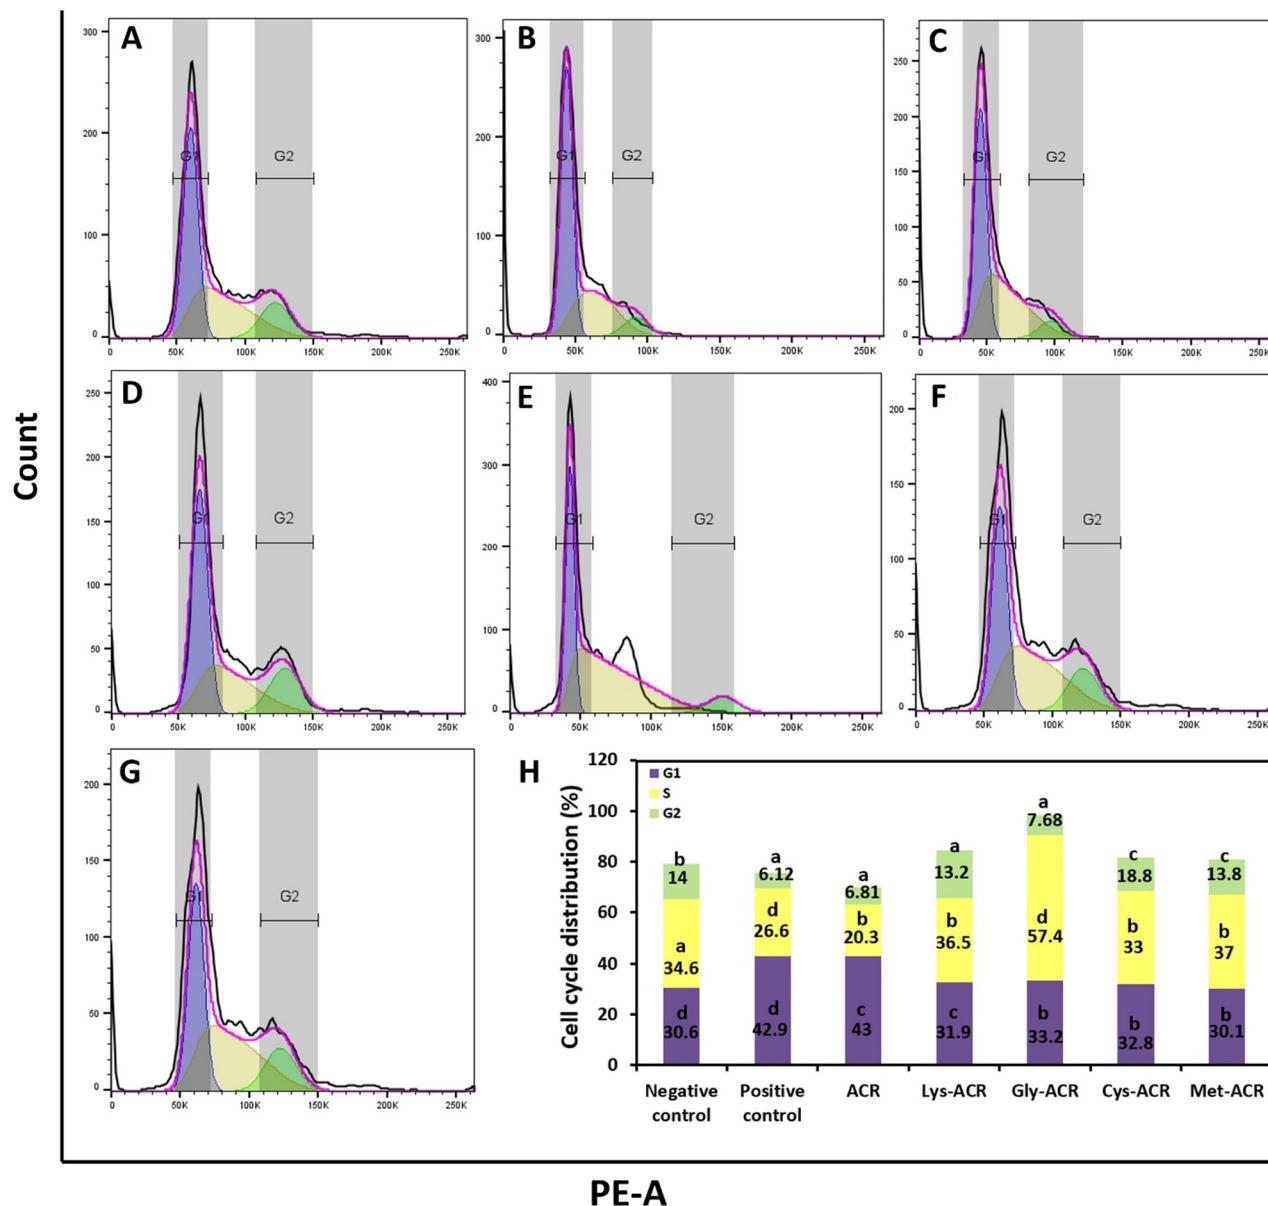 A
300
200
100
0
G1
G2
0 50K 100K 150K 200K 250K
B
300
200
100
0
G1
G2
0 50K 100K 150K 200K 250K
C
250
200
150
100
50
0
G1
G2
0 50K 100K 150K 200K 250K
Count
D
250
200
150
100
50
0
G1
G2
0 50K 100K 150K 200K 250K
E
400
300
200
100
0
G1
G2
0 50K 100K 150K 200K 250K
F
200
150
100
50
0
G1
G2
0 50K 100K 150K 200K 250K
G
200
150
100
50
0
G1
G2
0 50K 100K 150K 200K 250K
H
Cell cycle distribution (%)
120
100
80
60
40
20
0
G1
S
G2
b
14
a
34.6
d
30.6
a
6.12
d
26.6
d
42.9
a
6.81
b
20.3
c
43
a
13.2
b
36.5
c
31.9
a
7.68
d
57.4
b
33.2
c
18.8
b
33
b
32.8
c
13.8
b
37
b
30.1
Negative control
Positive control
ACR
Lys-ACR
Gly-ACR
Cys-ACR
Met-ACR
PE-A